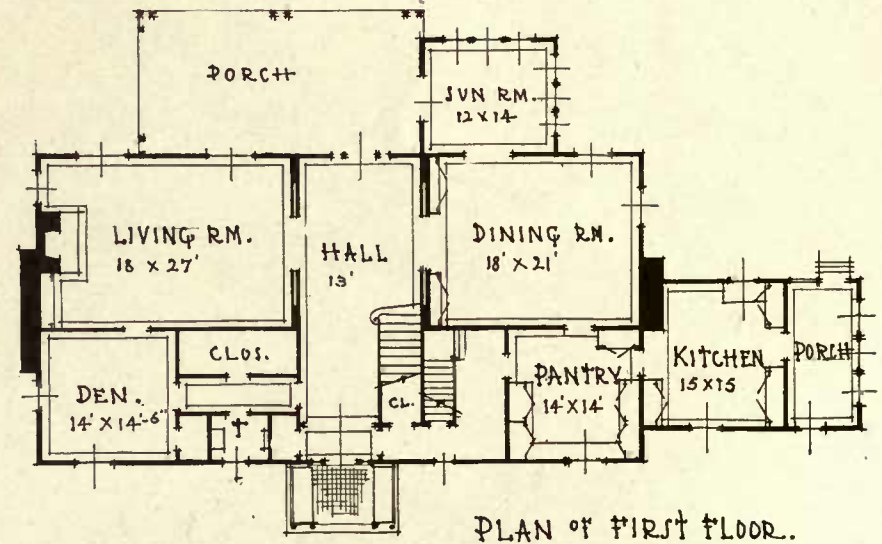 PORCH
SUN RM.
12 X 14
LIVING RM.
18 X 27'
HALL
13'
DINING RM.
18' X 21'
CLOS.
DEN.
14' X 14'-6"
CL.
PANTRY
14' X 14'
KITCHEN
15 X 15
PORCH
PLAN OF FIRST FLOOR.